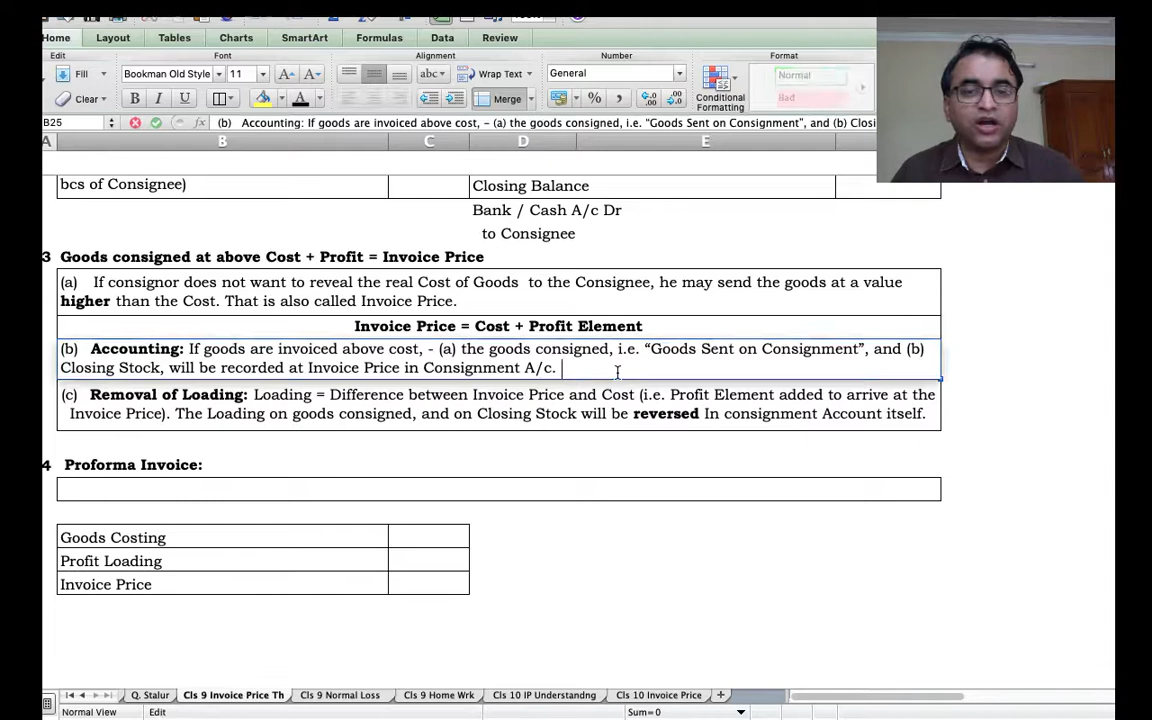 Home Layout Tables Charts SmartArt Formulas Data Review
Edit Font Alignment Number Format
Fill Bookman Old Style 11 A A abc Wrap Text General Normal
Clear B I U A Merge % , Conditional Formatting Bad
B25 fx (b) Accounting: If goods are invoiced above cost, – (a) the goods consigned, i.e. “Goods Sent on Consignment”, and (b) Closi
A B C D E
bcs of Consignee) Closing Balance
Bank / Cash A/c Dr
to Consignee
3 Goods consigned at above Cost + Profit = Invoice Price
(a) If consignor does not want to reveal the real Cost of Goods to the Consignee, he may send the goods at a value
higher than the Cost. That is also called Invoice Price.
Invoice Price = Cost + Profit Element
(b) Accounting: If goods are invoiced above cost, - (a) the goods consigned, i.e. “Goods Sent on Consignment”, and (b)
Closing Stock, will be recorded at Invoice Price in Consignment A/c.
(c) Removal of Loading: Loading = Difference between Invoice Price and Cost (i.e. Profit Element added to arrive at the
Invoice Price). The Loading on goods consigned, and on Closing Stock will be reversed In consignment Account itself.
4 Proforma Invoice:
Goods Costing
Profit Loading
Invoice Price
Q. Stalur Cls 9 Invoice Price Th Cls 9 Normal Loss Cls 9 Home Wrk Cls 10 IP Understandng Cls 10 Invoice Price
Normal View Edit Sum=0